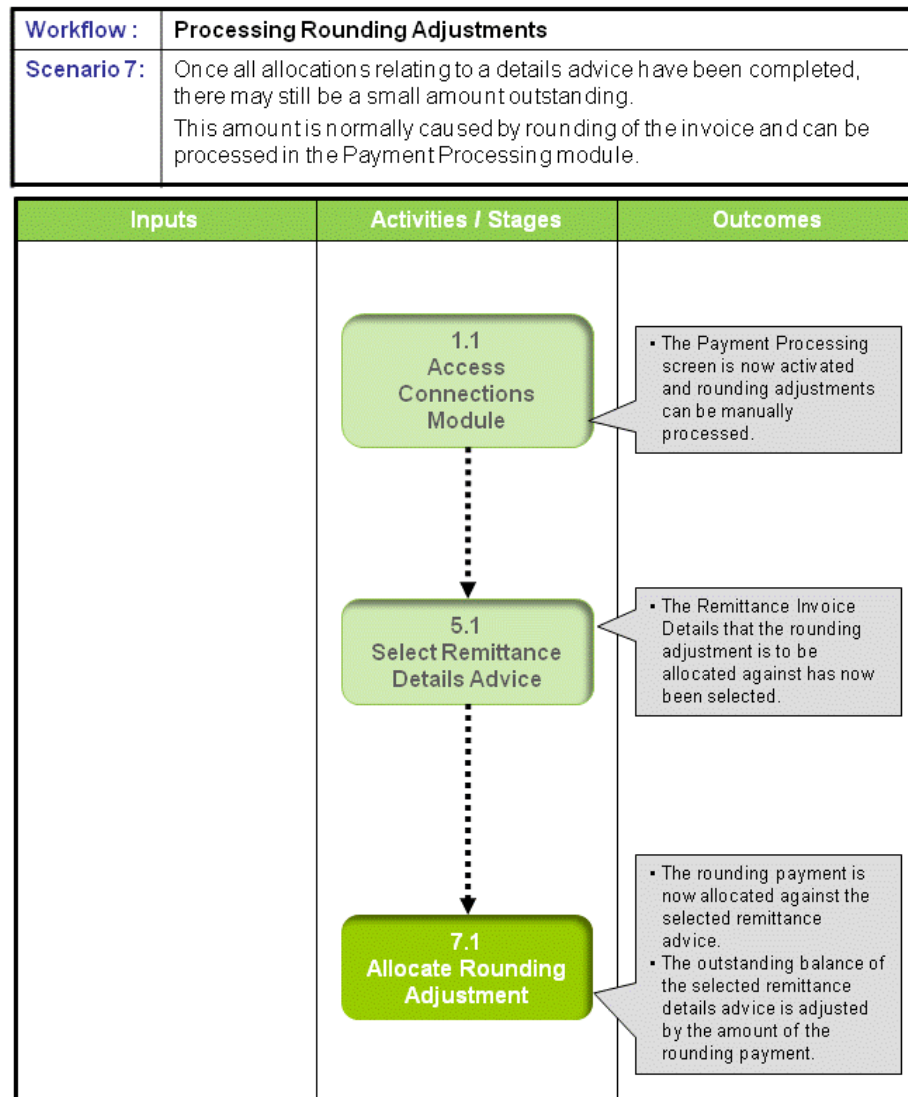 Workflow : Processing Rounding Adjustments
Scenario 7: Once all allocations relating to a details advice have been completed,
there may still be a small amount outstanding.
This amount is normally caused by rounding of the invoice and can be
processed in the Payment Processing module.
Inputs Activities / Stages Outcomes
1.1
Access
Connections
Module
▪ The Payment Processing
screen is now activated
and rounding adjustments
can be manually
processed.
5.1
Select Remittance
Details Advice
▪ The Remittance Invoice
Details that the rounding
adjustment is to be
allocated against has now
been selected.
7.1
Allocate Rounding
Adjustment
▪ The rounding payment is
now allocated against the
selected remittance
advice.
▪ The outstanding balance of
the selected remittance
details advice is adjusted
by the amount of the
rounding payment.